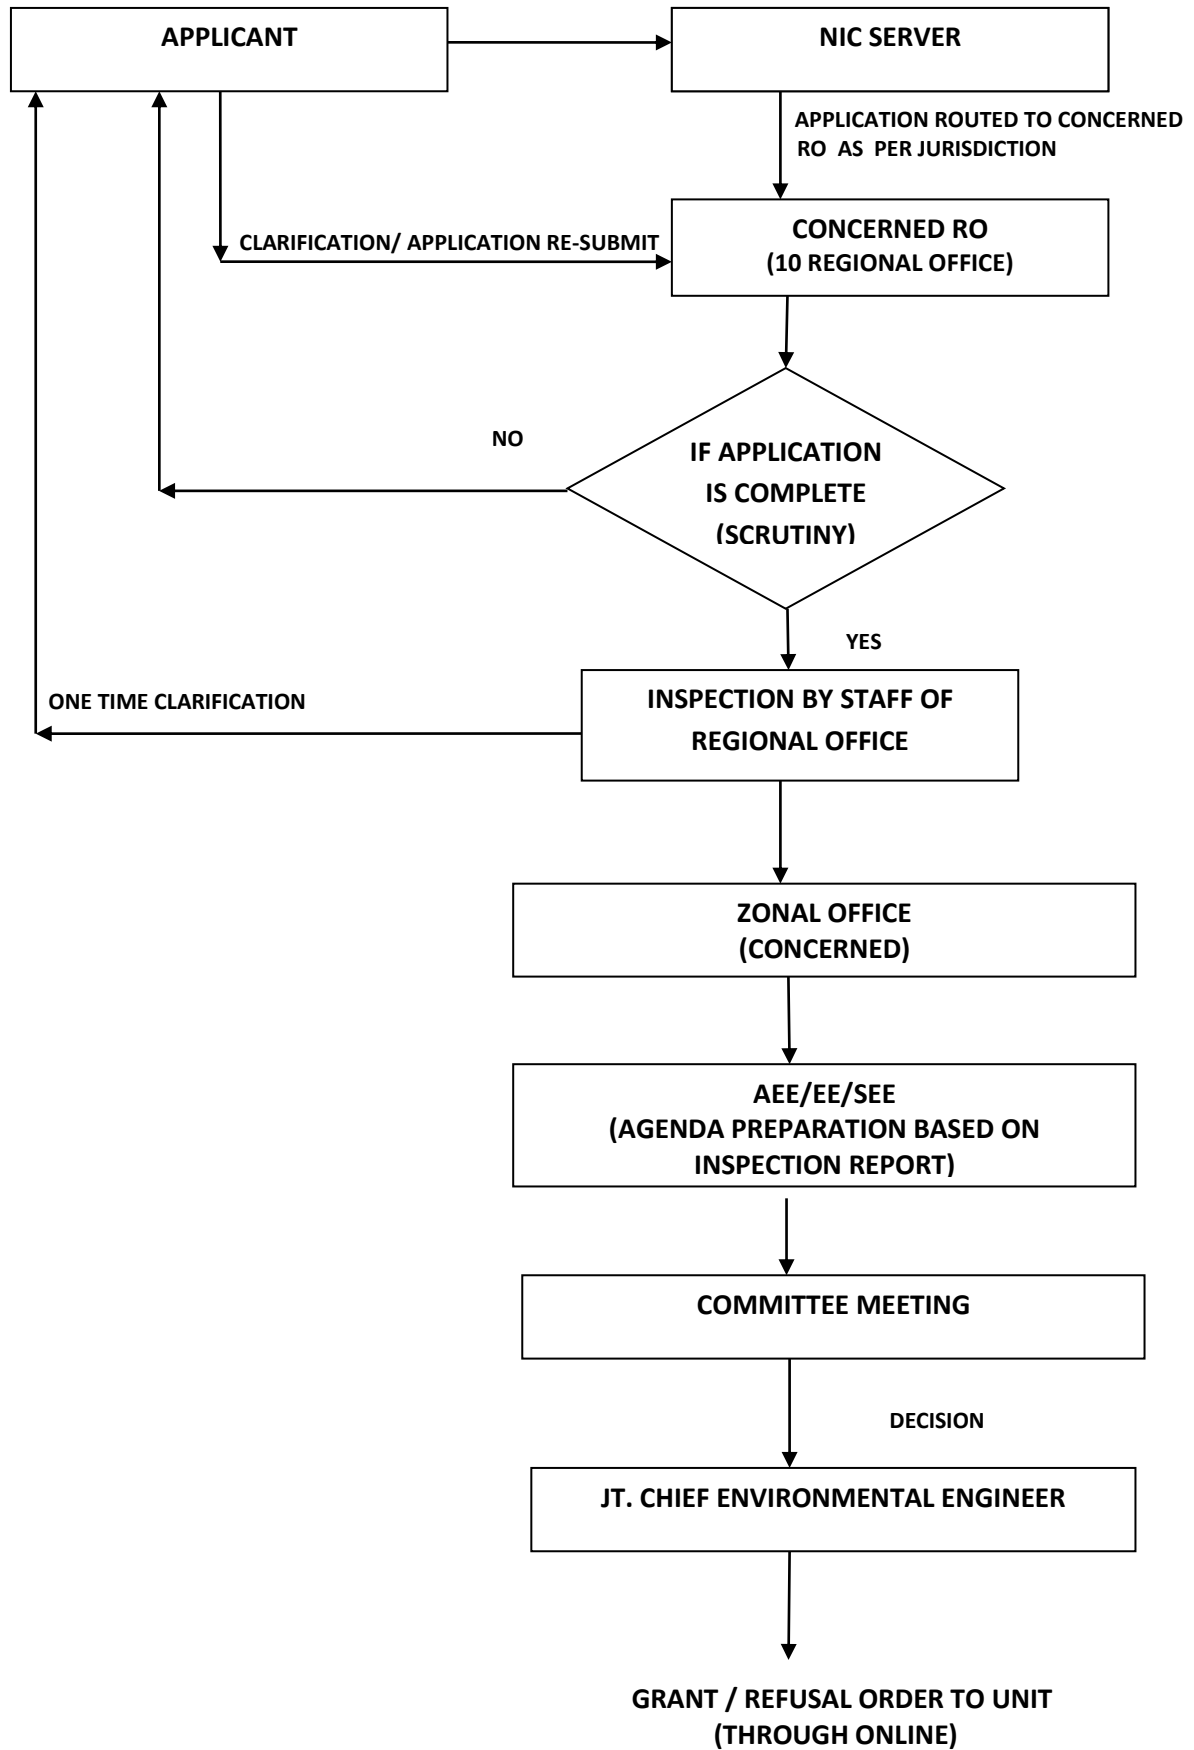 APPLICANT
NIC SERVER
APPLICATION ROUTED TO CONCERNED
RO AS PER JURISDICTION
CONCERNED RO
(10 REGIONAL OFFICE)
CLARIFICATION/ APPLICATION RE-SUBMIT
NO
IF APPLICATION
IS COMPLETE
(SCRUTINY)
YES
ONE TIME CLARIFICATION
INSPECTION BY STAFF OF
REGIONAL OFFICE
ZONAL OFFICE
(CONCERNED)
AEE/EE/SEE
(AGENDA PREPARATION BASED ON
INSPECTION REPORT)
COMMITTEE MEETING
DECISION
JT. CHIEF ENVIRONMENTAL ENGINEER
GRANT / REFUSAL ORDER TO UNIT
(THROUGH ONLINE)